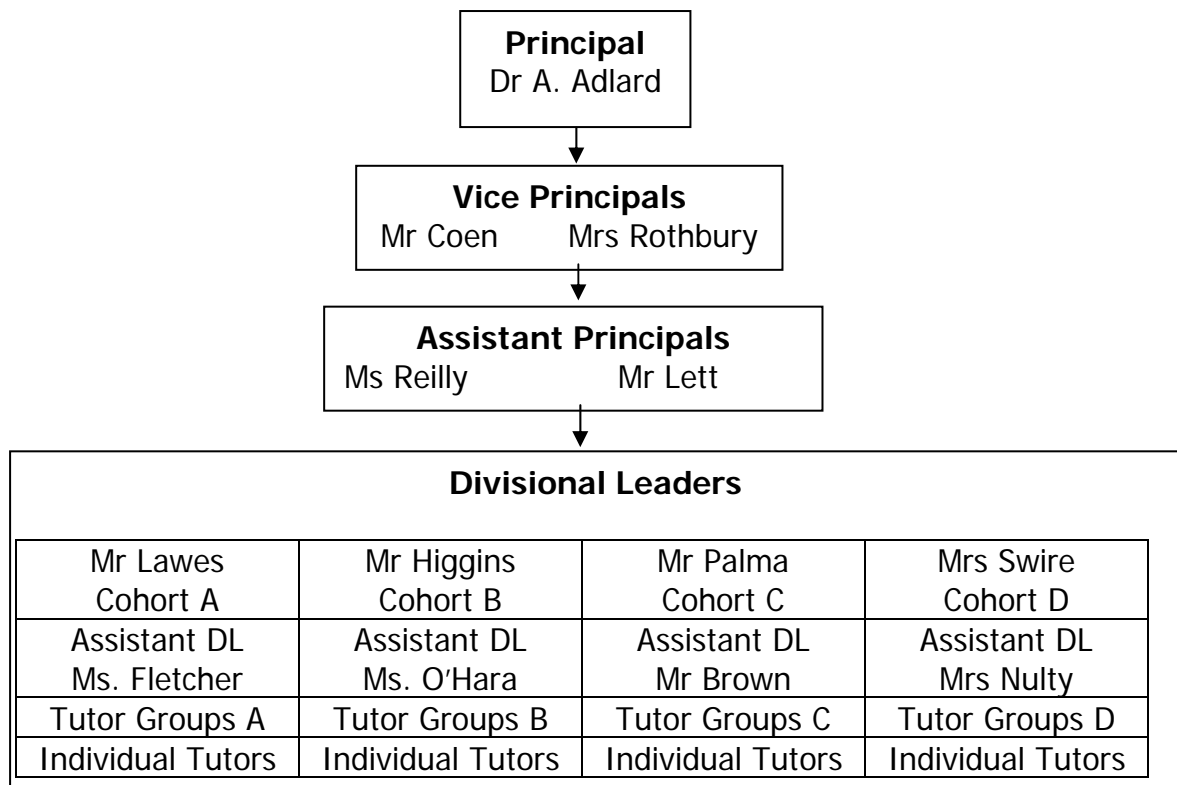 Principal
Dr A. Adlard
Vice Principals
Mr Coen Mrs Rothbury
Assistant Principals
Ms Reilly Mr Lett
Divisional Leaders
Mr Lawes Mr Higgins Mr Palma Mrs Swire
Cohort A Cohort B Cohort C Cohort D
Assistant DL Assistant DL Assistant DL Assistant DL
Ms. Fletcher Ms. O'Hara Mr Brown Mrs Nulty
Tutor Groups A Tutor Groups B Tutor Groups C Tutor Groups D
Individual Tutors Individual Tutors Individual Tutors Individual Tutors